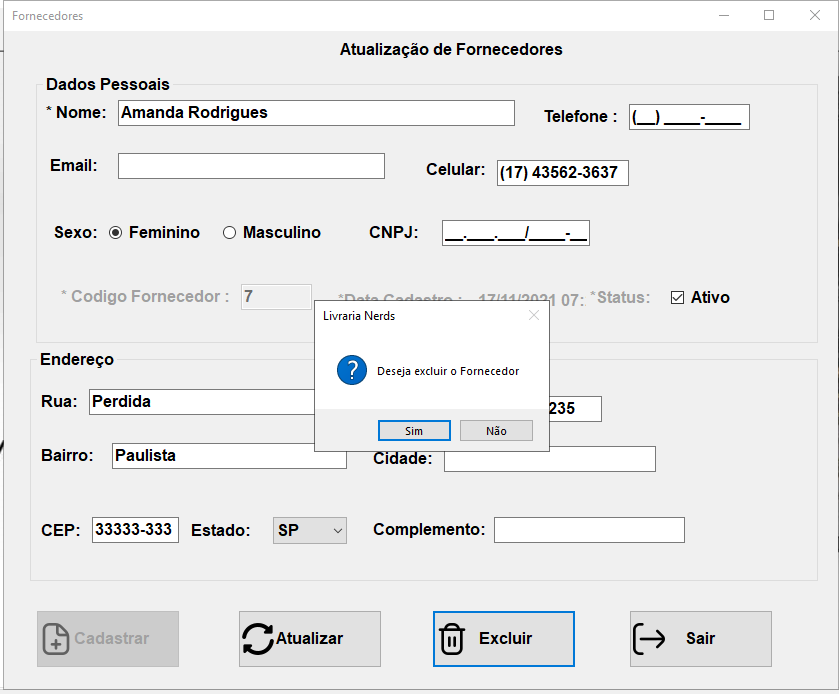 Fornecedores
Atualização de Fornecedores
Dados Pessoais
* Nome: Amanda Rodrigues Telefone : (__) ____-____
Email: Celular: (17) 43562-3637
Sexo: Feminino Masculino CNPJ: __.___.___/____-__
* Codigo Fornecedor : 7 *Data Cadastro : 17/11/2021 07: *Status: Ativo
Livraria Nerds
Deseja excluir o Fornecedor
Sim Não
Endereço
Rua: Perdida 235
Bairro: Paulista Cidade:
CEP: 33333-333 Estado: SP Complemento:
Cadastrar Atualizar Excluir Sair